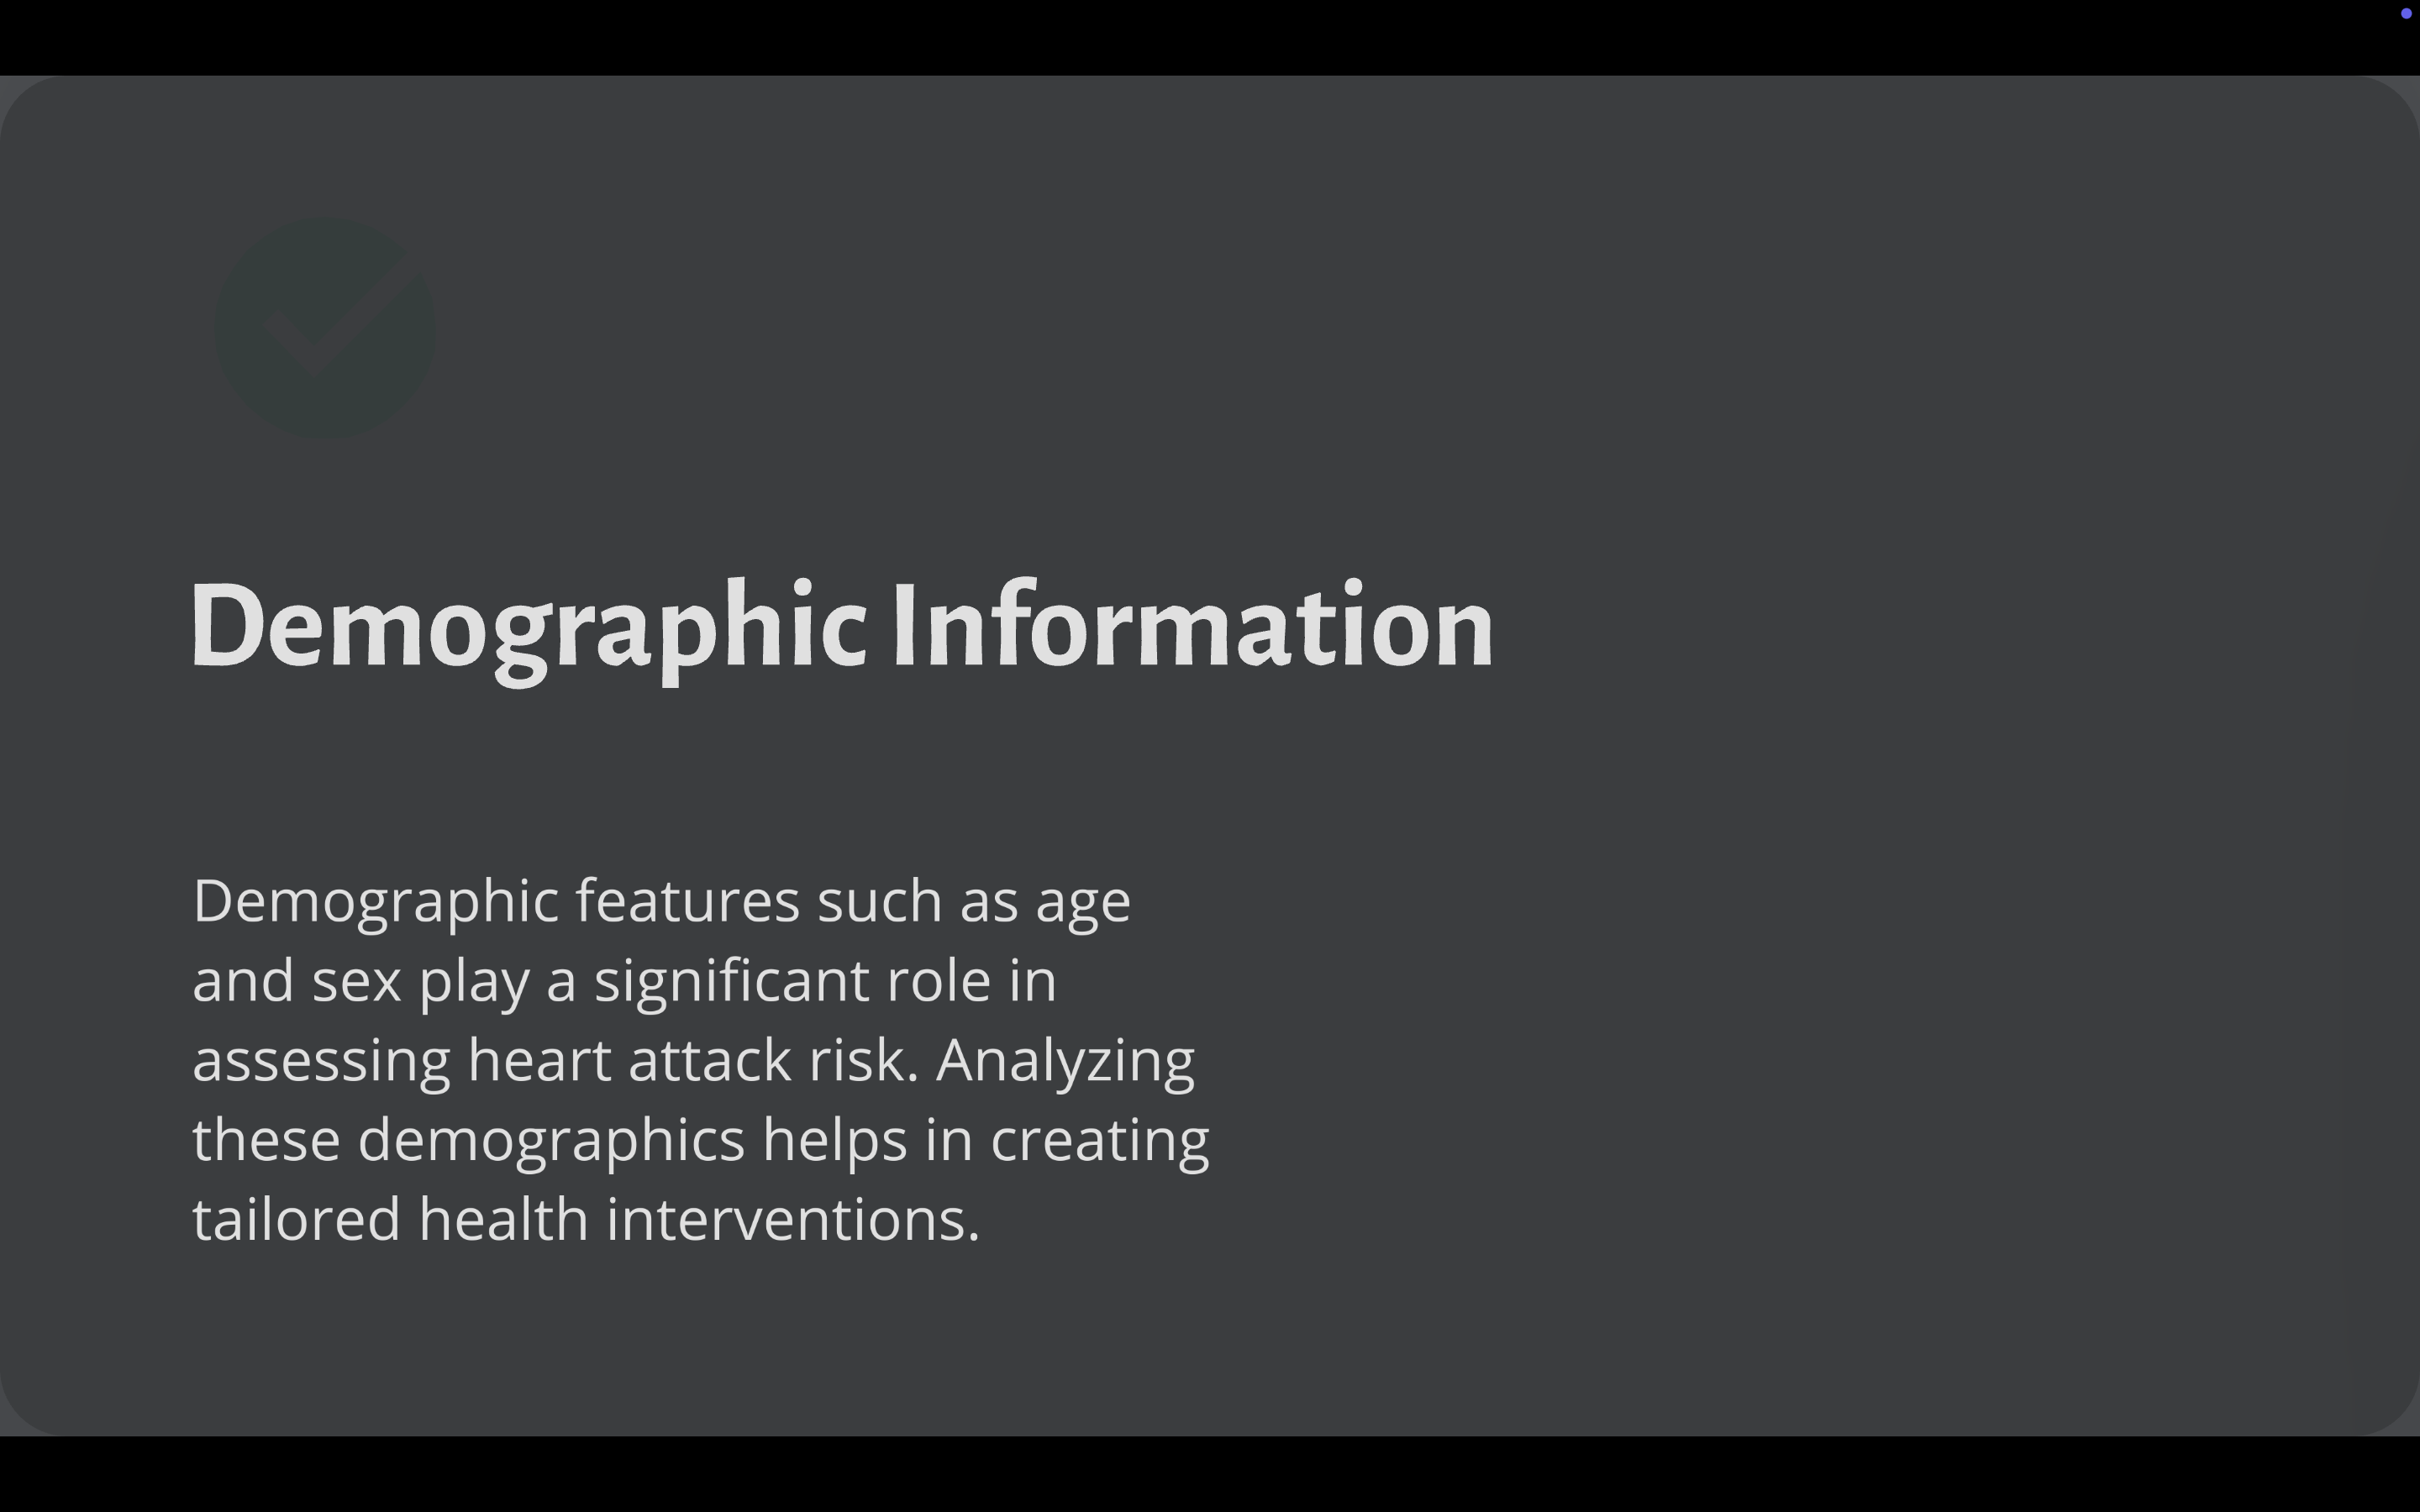 Demographic Information
Demographic features such as age
and sex play a significant role in
assessing heart attack risk. Analyzing
these demographics helps in creating
tailored health interventions.